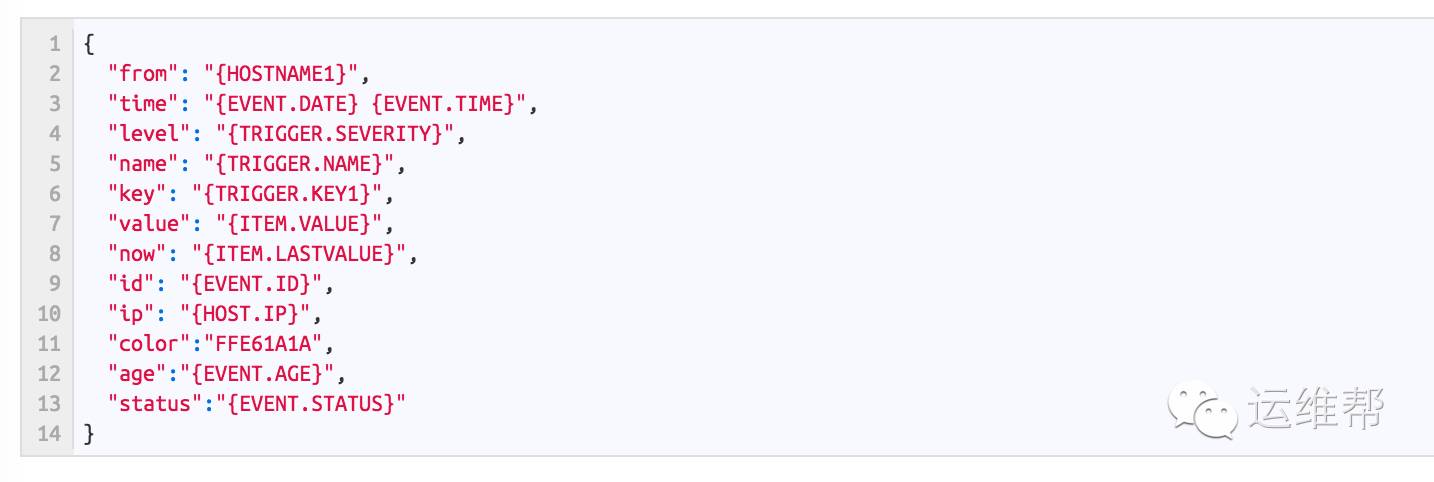 1 {
2 "from": "{HOSTNAME1}",
3 "time": "{EVENT.DATE} {EVENT.TIME}",
4 "level": "{TRIGGER.SEVERITY}",
5 "name": "{TRIGGER.NAME}",
6 "key": "{TRIGGER.KEY1}",
7 "value": "{ITEM.VALUE}",
8 "now": "{ITEM.LASTVALUE}",
9 "id": "{EVENT.ID}",
10 "ip": "{HOST.IP}",
11 "color":"FFE61A1A",
12 "age":"{EVENT.AGE}",
13 "status":"{EVENT.STATUS}"
14 }
运维帮